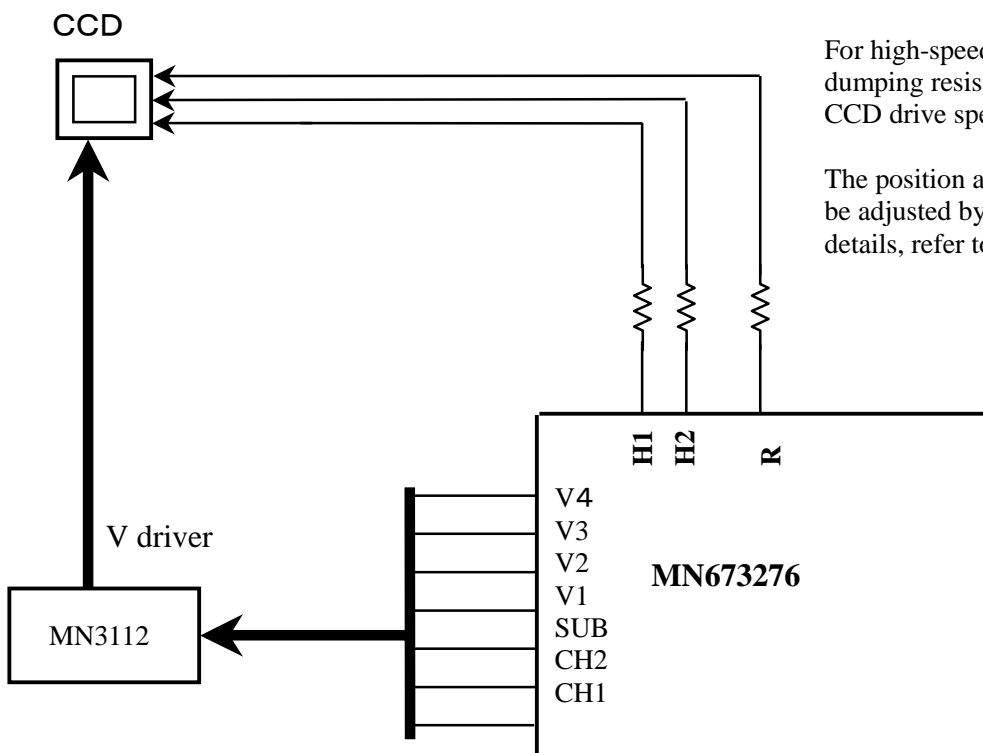 CCD
For high-speed
dumping resis
CCD drive spe
The position a
be adjusted by
details, refer to
H1
H2
R
V4
V3
V2
V1
SUB
CH2
CH1
MN673276
V driver
MN3112